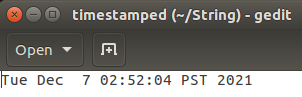 timestamped (~/String) - gedit
Open
Tue Dec  7 02:52:04 PST 2021